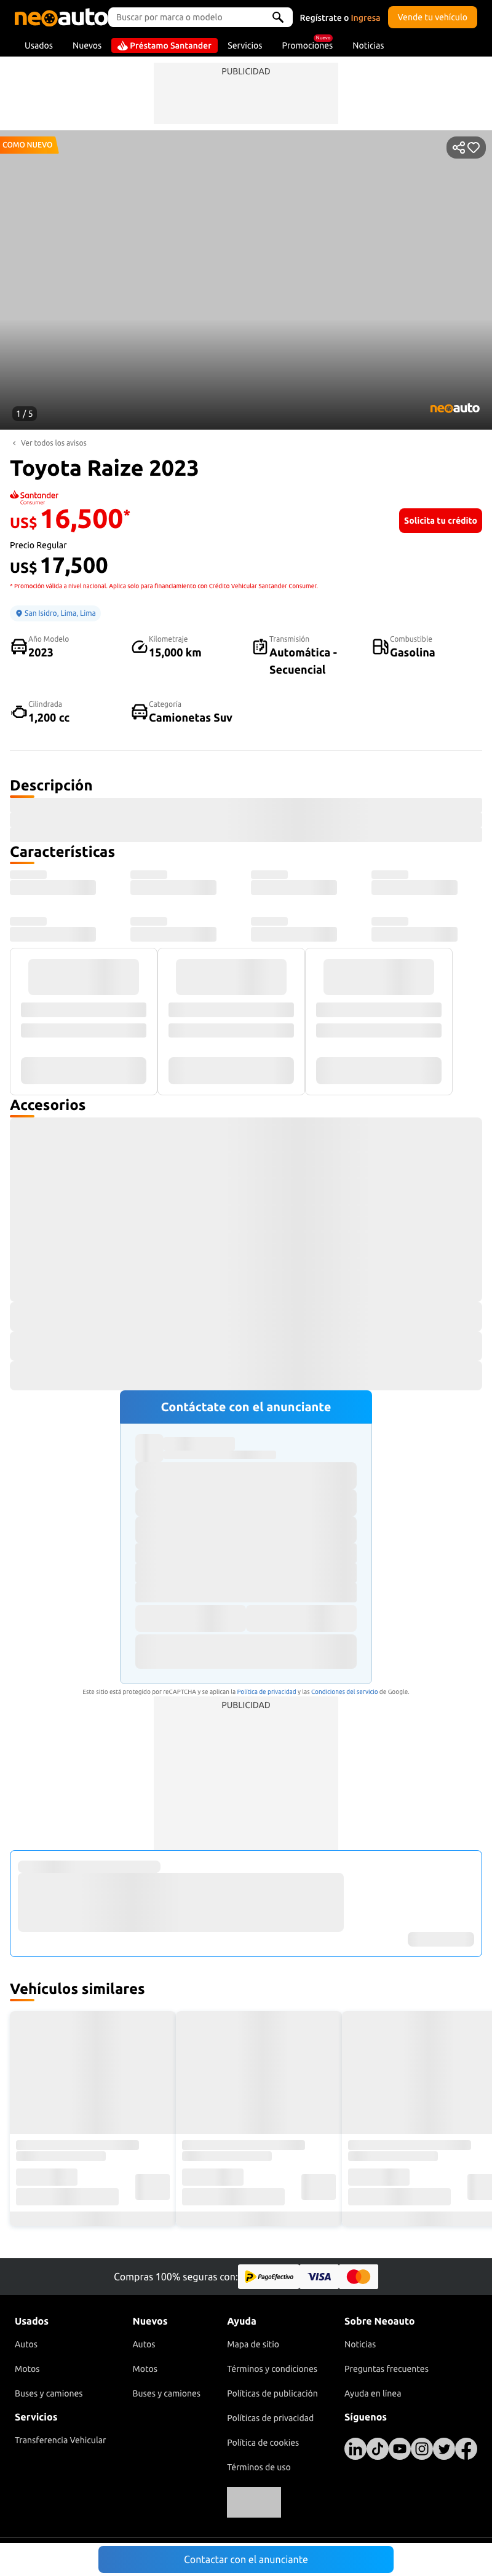 neoauto
Buscar por marca o modelo
Regístrate o Ingresa
Vende tu vehículo
Usados
Nuevos
Préstamo Santander
Servicios
Promociones
Nuevo
Noticias
PUBLICIDAD
COMO NUEVO
1 / 5
neoauto
Ver todos los avisos
Toyota Raize 2023
Santander
Consumer
US$ 16,500*
Solicita tu crédito
Precio Regular
US$ 17,500
* Promoción válida a nivel nacional. Aplica solo para financiamiento con Crédito Vehicular Santander Consumer.
San Isidro, Lima, Lima
Año Modelo
2023
Kilometraje
15,000 km
Transmisión
Automática -
Secuencial
Combustible
Gasolina
Cilindrada
1,200 cc
Categoría
Camionetas Suv
Descripción
Características
Accesorios
Contáctate con el anunciante
Este sitio está protegido por reCAPTCHA y se aplican la Política de privacidad y las Condiciones del servicio de Google.
PUBLICIDAD
Vehículos similares
Compras 100% seguras con:
PagoEfectivo
VISA
Usados
Autos
Motos
Buses y camiones
Servicios
Transferencia Vehicular
Nuevos
Autos
Motos
Buses y camiones
Ayuda
Mapa de sitio
Términos y condiciones
Políticas de publicación
Políticas de privacidad
Política de cookies
Términos de uso
Sobre Neoauto
Noticias
Preguntas frecuentes
Ayuda en línea
Síguenos
Contactar con el anunciante